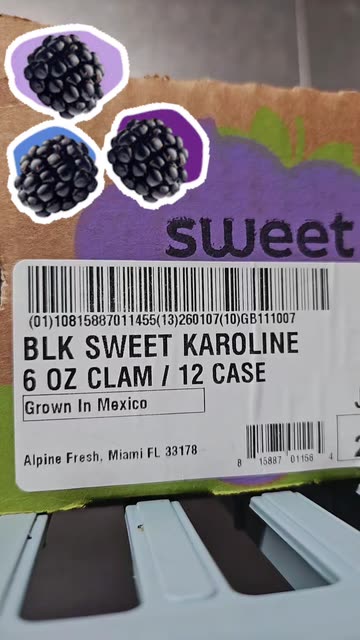 sweet
(01)10815887011455(13)260107(10)GB111007
BLK SWEET KAROLINE
6 OZ CLAM / 12 CASE
Grown In Mexico
Alpine Fresh, Miami FL 33178
8 15887 01156 4